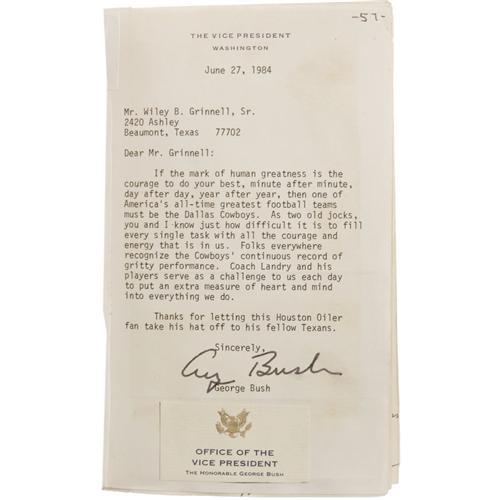 -57-
THE VICE PRESIDENT
WASHINGTON
June 27, 1984
Mr. Wiley B. Grinnell, Sr.
2420 Ashley
Beaumont, Texas 77702
Dear Mr. Grinnell:
If the mark of human greatness is the
courage to do your best, minute after minute,
day after day, year after year, then one of
America's all-time greatest football teams
must be the Dallas Cowboys. As two old jocks,
you and I know just how difficult it is to fill
every single task with all the courage and
energy that is in us. Folks everywhere
recognize the Cowboys' continuous record of
gritty performance. Coach Landry and his
players serve as a challenge to us each day
to put an extra measure of heart and mind
into everything we do.
Thanks for letting this Houston Oiler
fan take his hat off to his fellow Texans.
Sincerely,
Bush
George Bush
OFFICE OF THE
VICE PRESIDENT
THE HONORABLE GEORGE BUSH